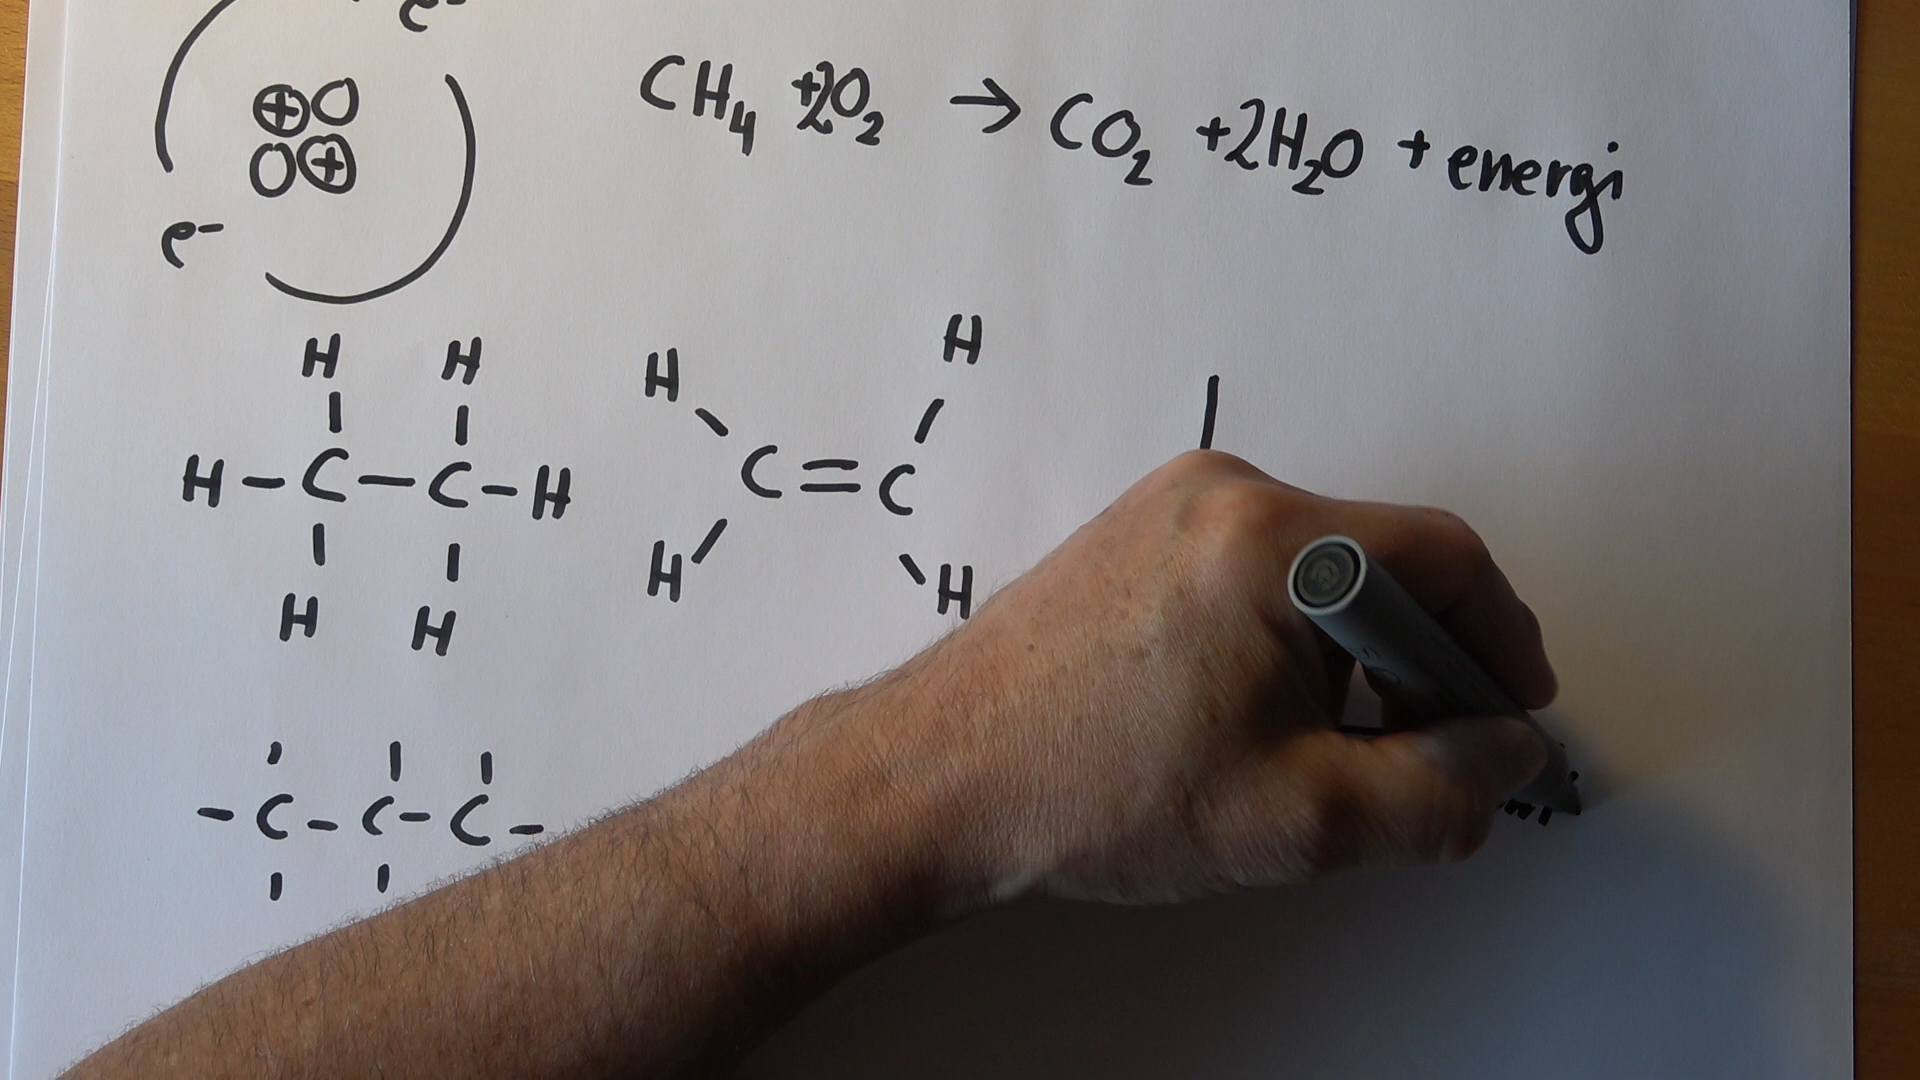 e-
+ O
O +
e-
CH₄ +2O₂ → CO₂ +2H₂O + energi
H H
H-C-C-H
H H
H H
C=C
H H
-C-C-C-